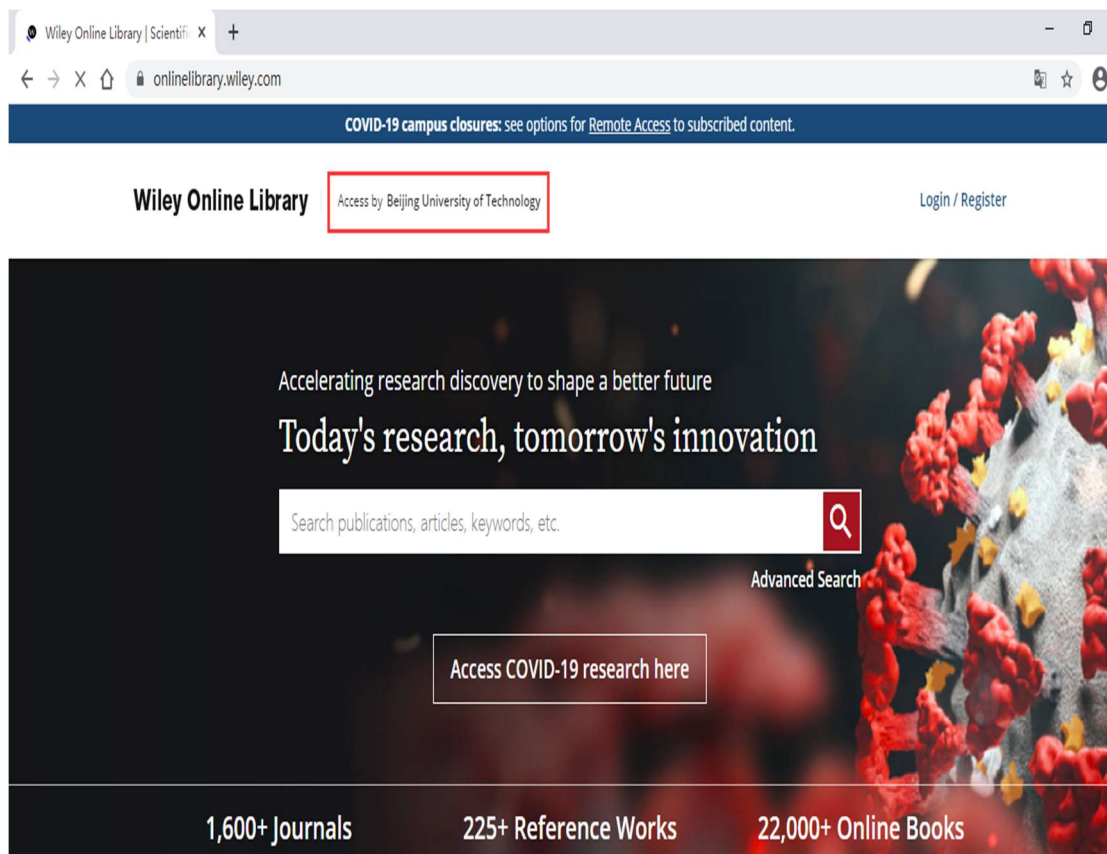 Wiley Online Library | Scientifi
onlinelibrary.wiley.com
COVID-19 campus closures: see options for Remote Access to subscribed content.
Wiley Online Library
Access by Beijing University of Technology
Login / Register
Accelerating research discovery to shape a better future
Today's research, tomorrow's innovation
Search publications, articles, keywords, etc.
Advanced Search
Access COVID-19 research here
1,600+ Journals
225+ Reference Works
22,000+ Online Books